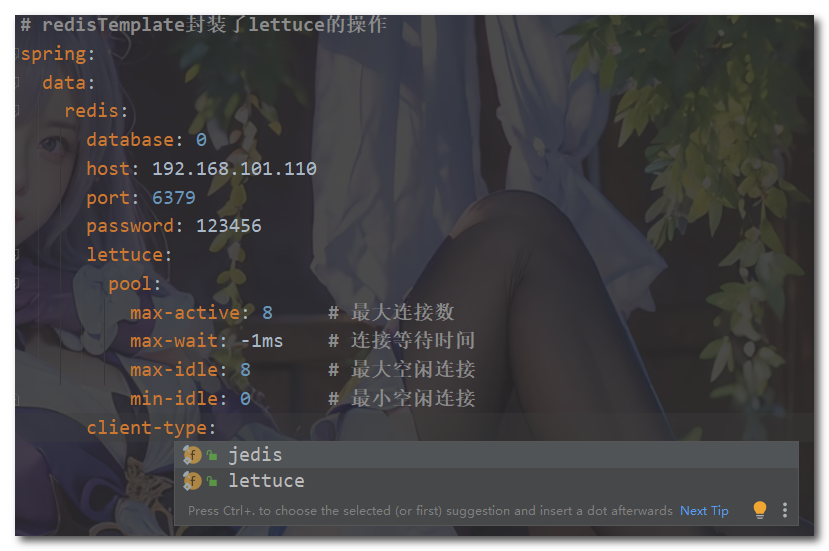 # redisTemplate封装了lettuce的操作
spring:
  data:
    redis:
      database: 0
      host: 192.168.101.110
      port: 6379
      password: 123456
      lettuce:
        pool:
          max-active: 8     # 最大连接数
          max-wait: -1ms    # 连接等待时间
          max-idle: 8       # 最大空闲连接
          min-idle: 0       # 最小空闲连接
      client-type:
f jedis
f lettuce
Press Ctrl+. to choose the selected (or first) suggestion and insert a dot afterwards Next Tip